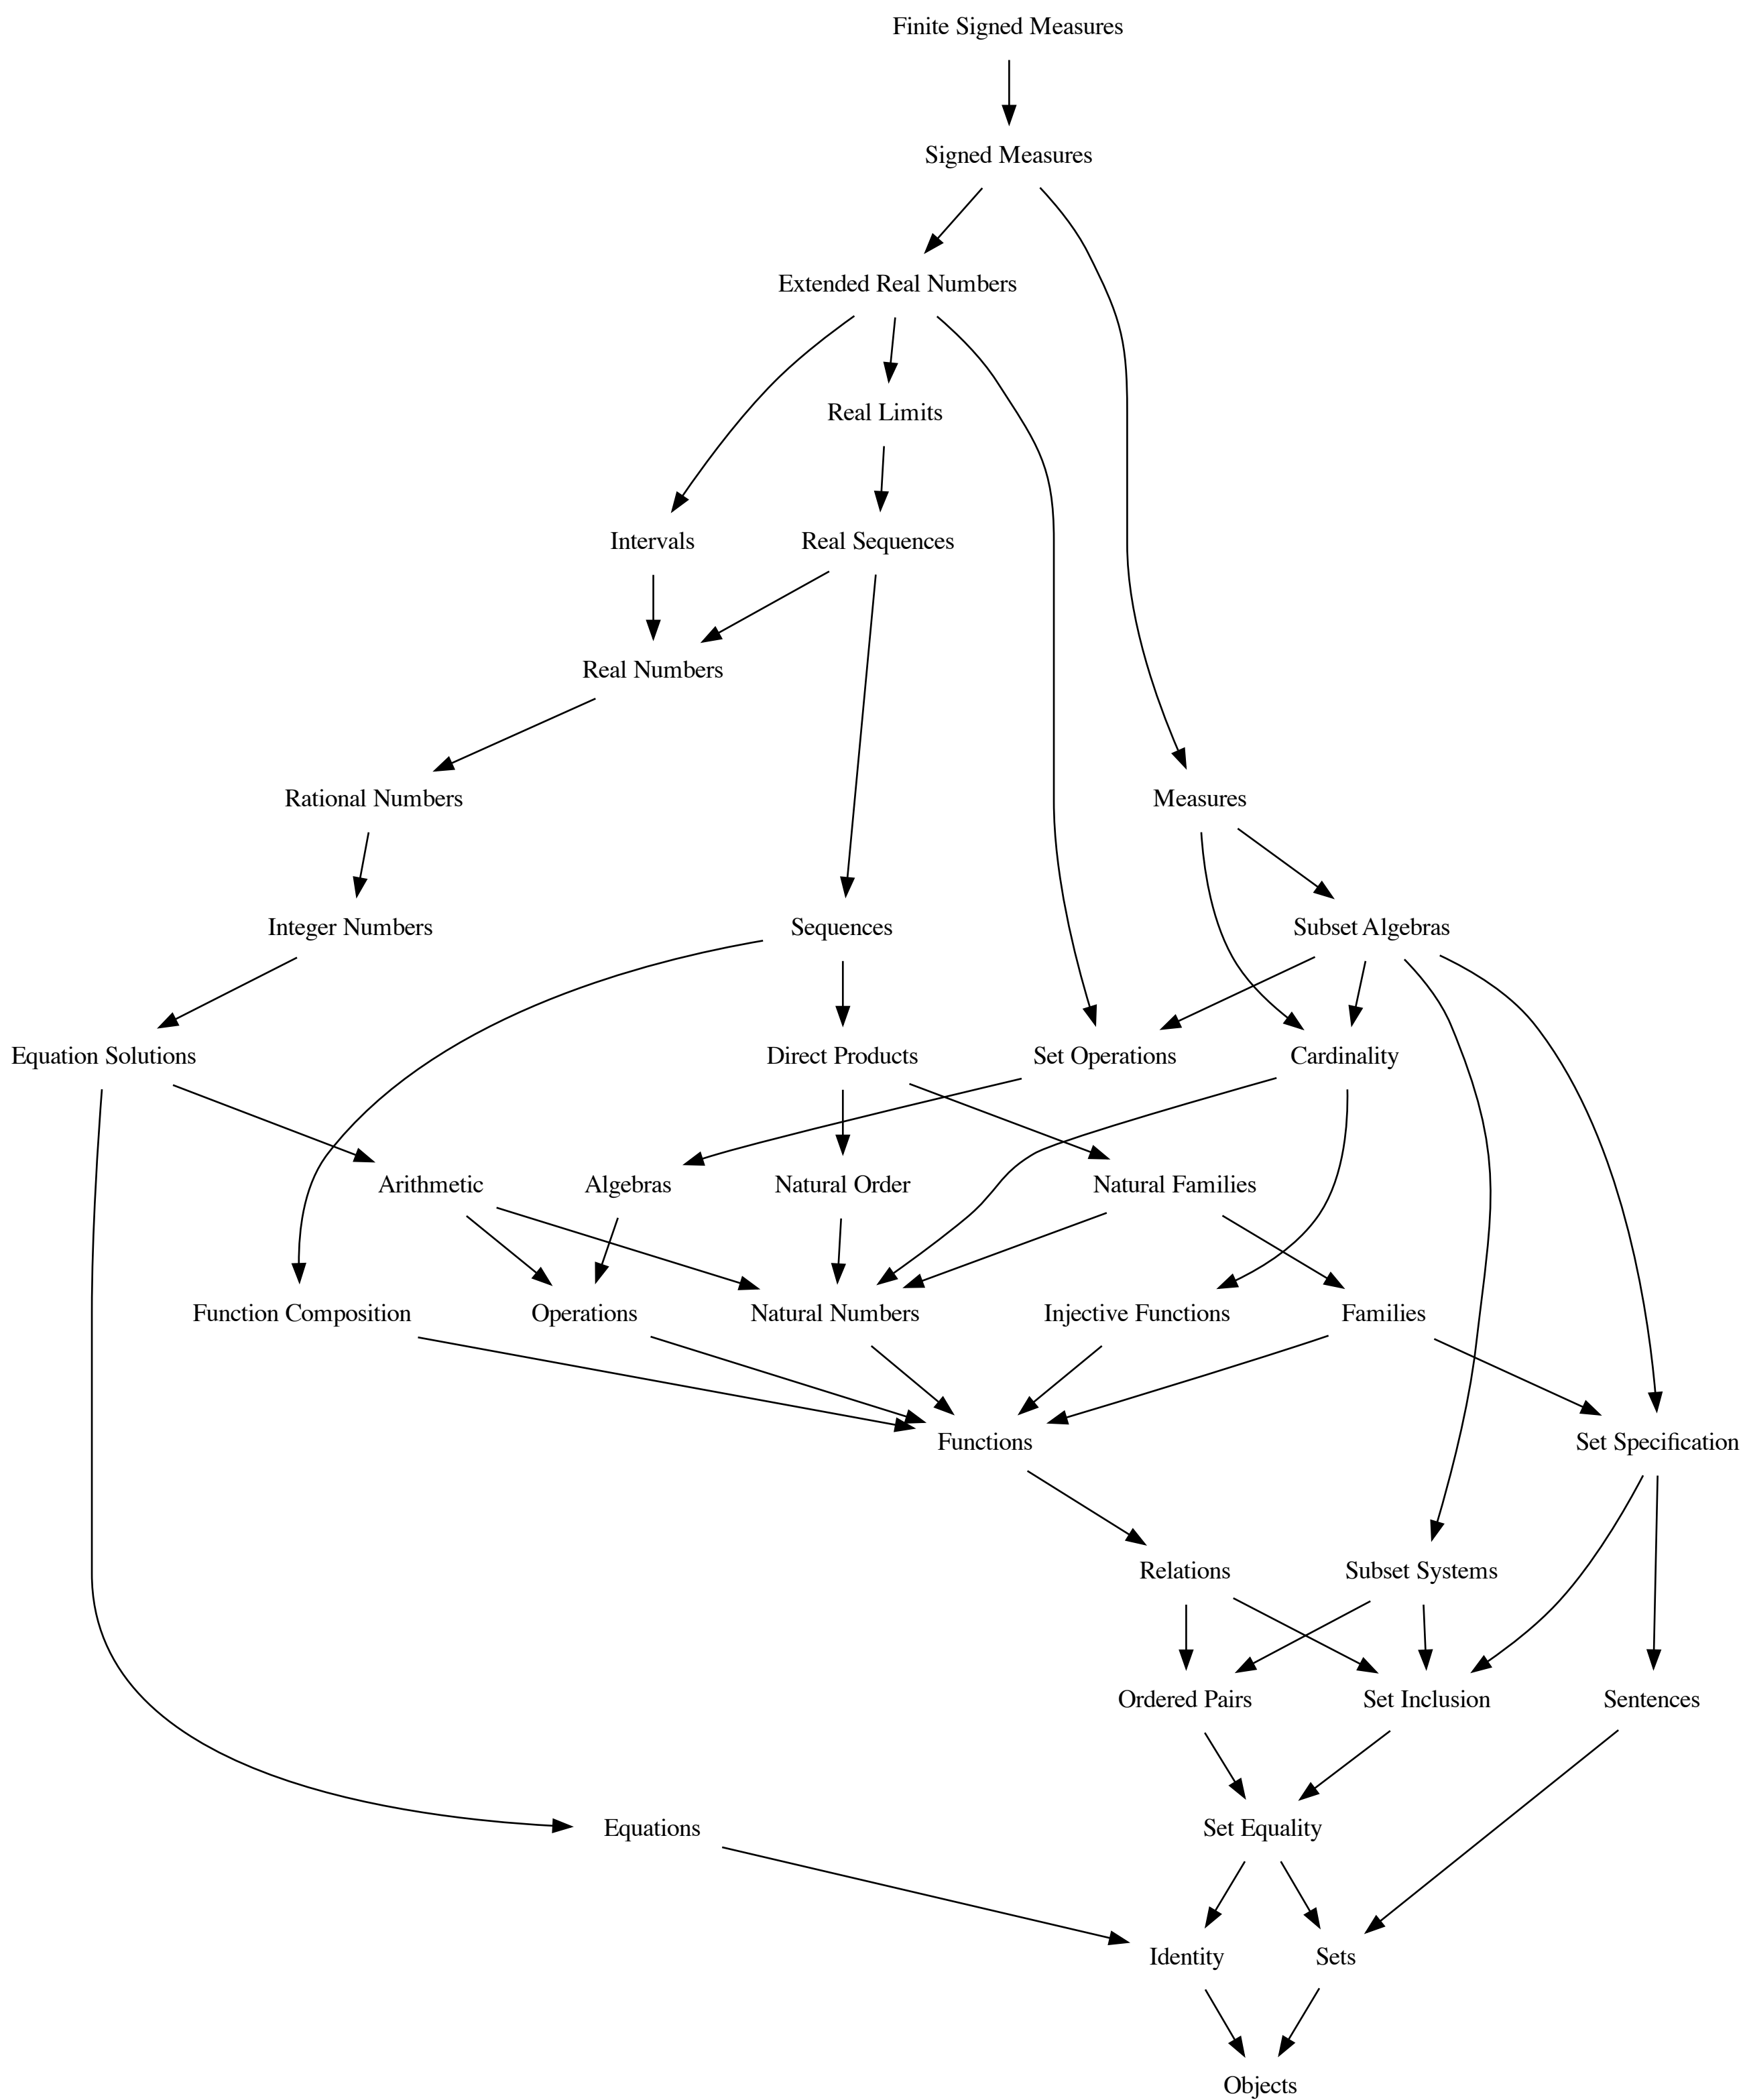 Finite Signed Measures
Signed Measures
Extended Real Numbers
Real Limits
Intervals
Real Sequences
Real Numbers
Rational Numbers
Measures
Integer Numbers
Sequences
Subset Algebras
Equation Solutions
Direct Products
Set Operations
Cardinality
Arithmetic
Algebras
Natural Order
Natural Families
Function Composition
Operations
Natural Numbers
Injective Functions
Families
Functions
Set Specification
Relations
Subset Systems
Ordered Pairs
Set Inclusion
Sentences
Equations
Set Equality
Identity
Sets
Objects